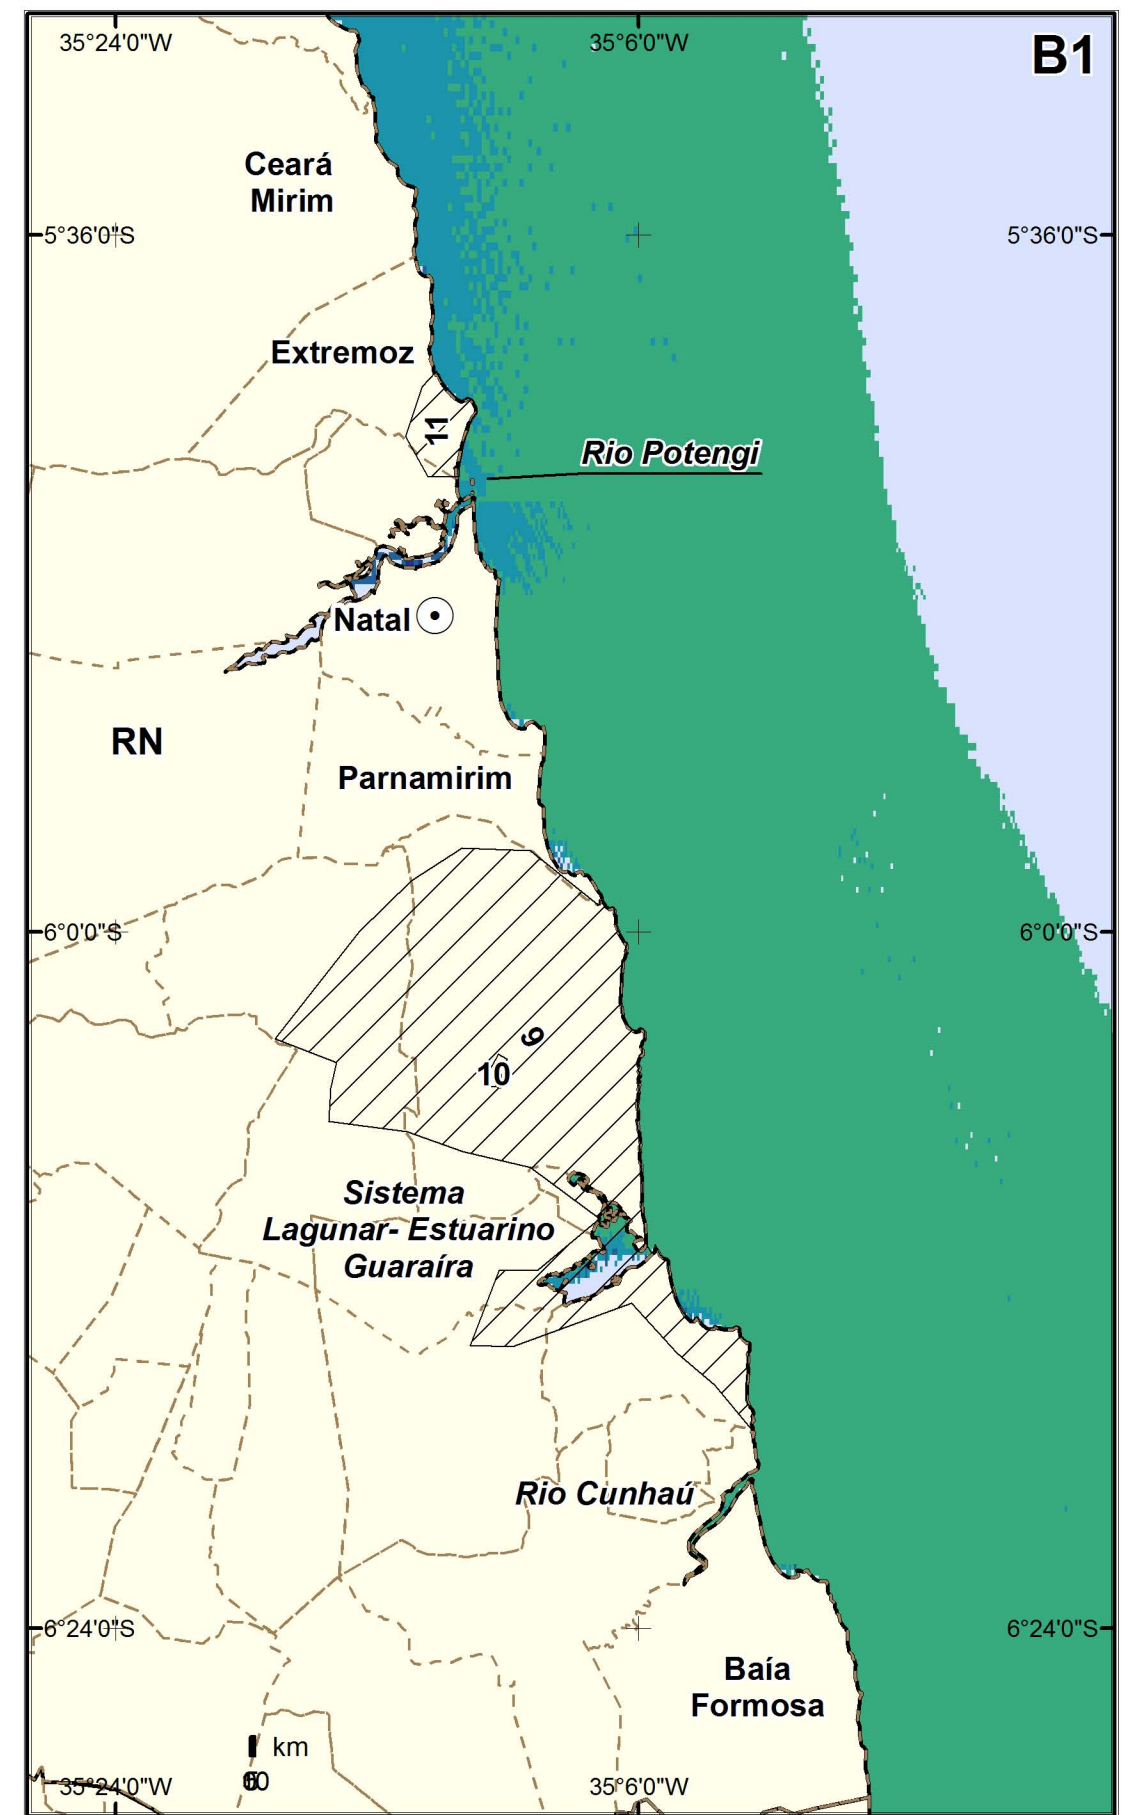 35°24'0"W
35°6'0"W
B1
Ceará
Mirim
5°36'0"S
5°36'0"S
Extremoz
11
Rio Potengi
Natal
RN
Parnamirim
6°0'0"S
6°0'0"S
9
10
Sistema
Lagunar- Estuarino
Guaraíra
Rio Cunhaú
6°24'0"S
6°24'0"S
Baía
Formosa
km
35°24'0"W
35°6'0"W